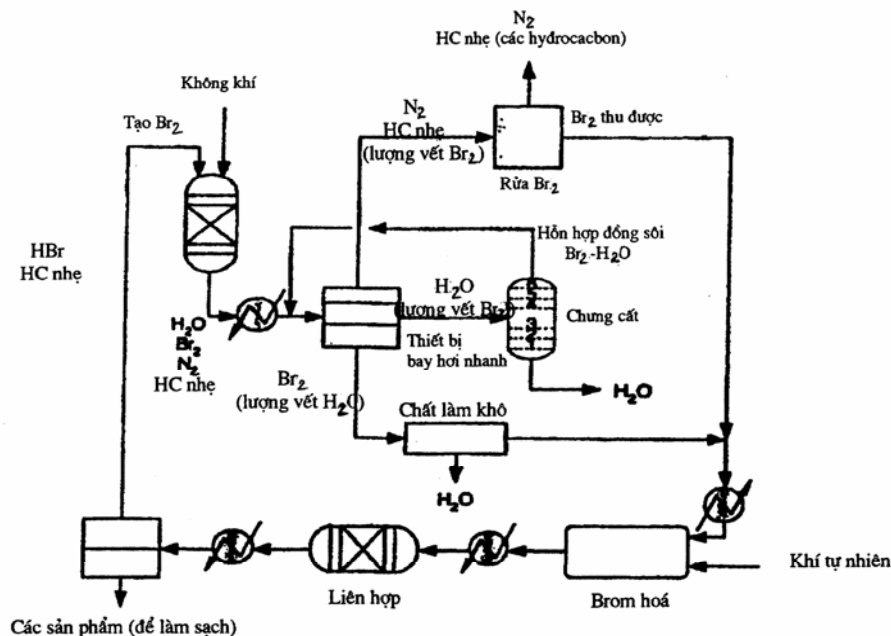 N₂
HC nhẹ (các hyđrocacbon)
Không khí
Tạo Br₂
N₂
HC nhẹ
(lượng vết Br₂)
Br₂ thu được
Rửa Br₂
HBr
HC nhẹ
Hỗn hợp đồng sôi
Br₂-H₂O
H₂O
(lượng vết Br₂)
Chưng cất
Thiết bị
bay hơi nhanh
H₂O
Br₂
N₂
HC nhẹ
Br₂
(lượng vết H₂O)
H₂O
Chất làm khô
H₂O
Khí tự nhiên
Liên hợp
Brom hoá
Các sản phẩm (để làm sạch)